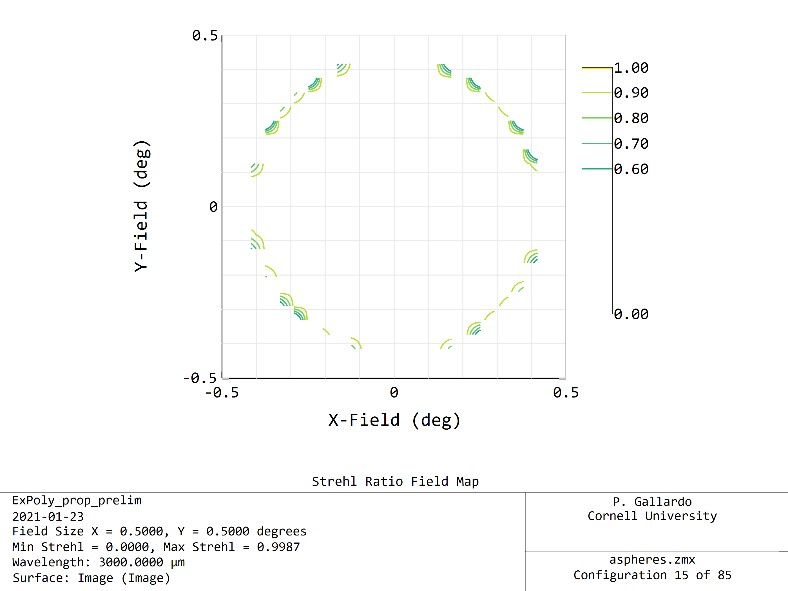 0.5
0
-0.5
Y-Field (deg)
-0.5
0
0.5
X-Field (deg)
1.00
0.90
0.80
0.70
0.60
0.00
Strehl Ratio Field Map
ExPoly_prop_prelim
2021-01-23
Field Size X = 0.5000, Y = 0.5000 degrees
Min Strehl = 0.0000, Max Strehl = 0.9987
Wavelength: 3000.0000 µm
Surface: Image (Image)
P. Gallardo
Cornell University
aspheres.zmx
Configuration 15 of 85